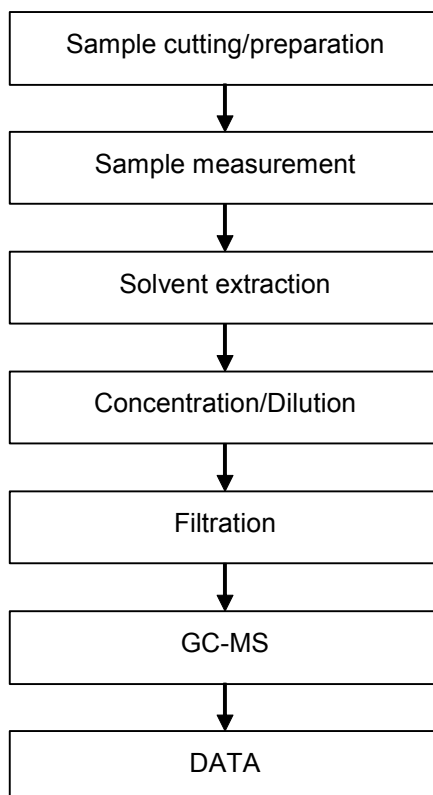 Sample cutting/preparation
Sample measurement
Solvent extraction
Concentration/Dilution
Filtration
GC-MS
DATA